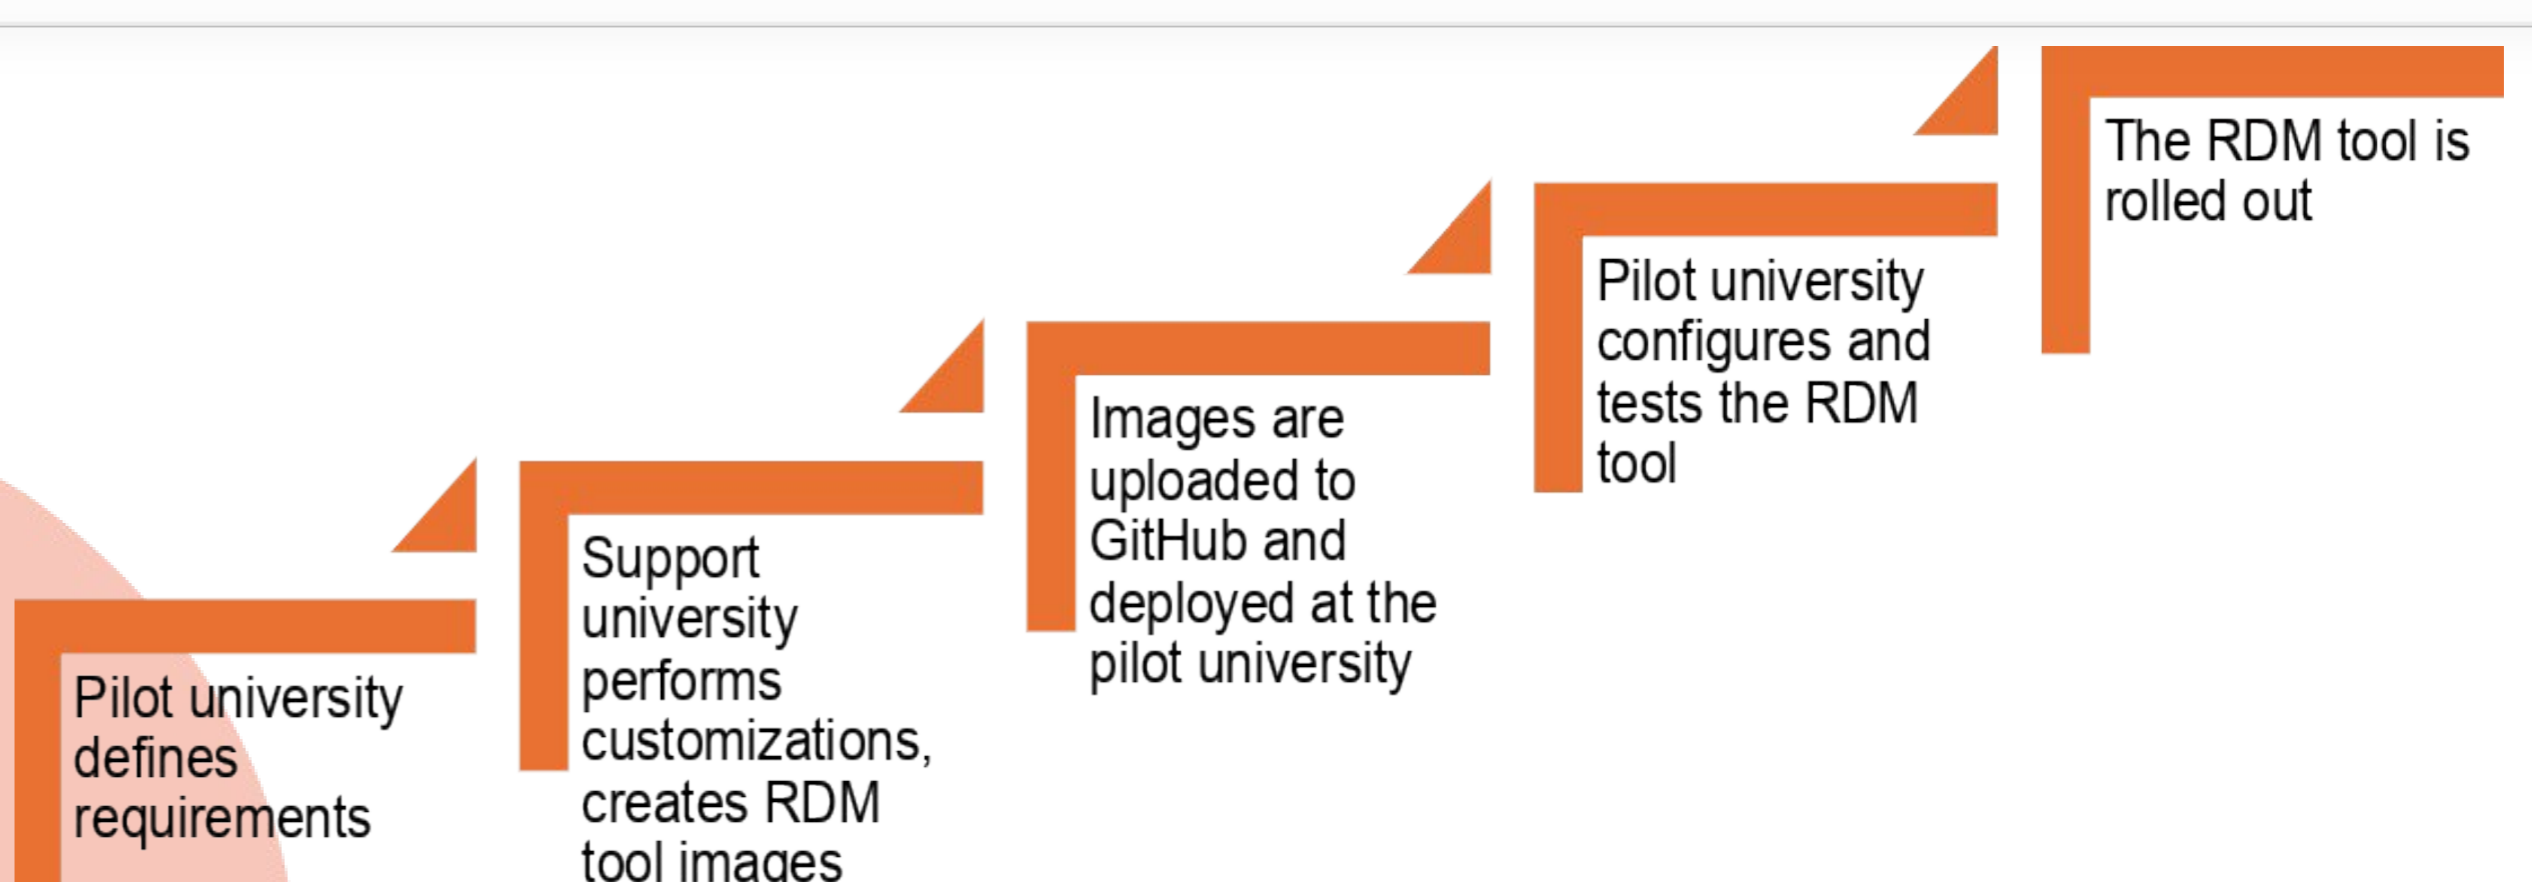 Pilot university
defines
requirements
Support
university
performs
customizations,
creates RDM
tool images
Images are
uploaded to
GitHub and
deployed at the
pilot university
Pilot university
configures and
tests the RDM
tool
The RDM tool is
rolled out